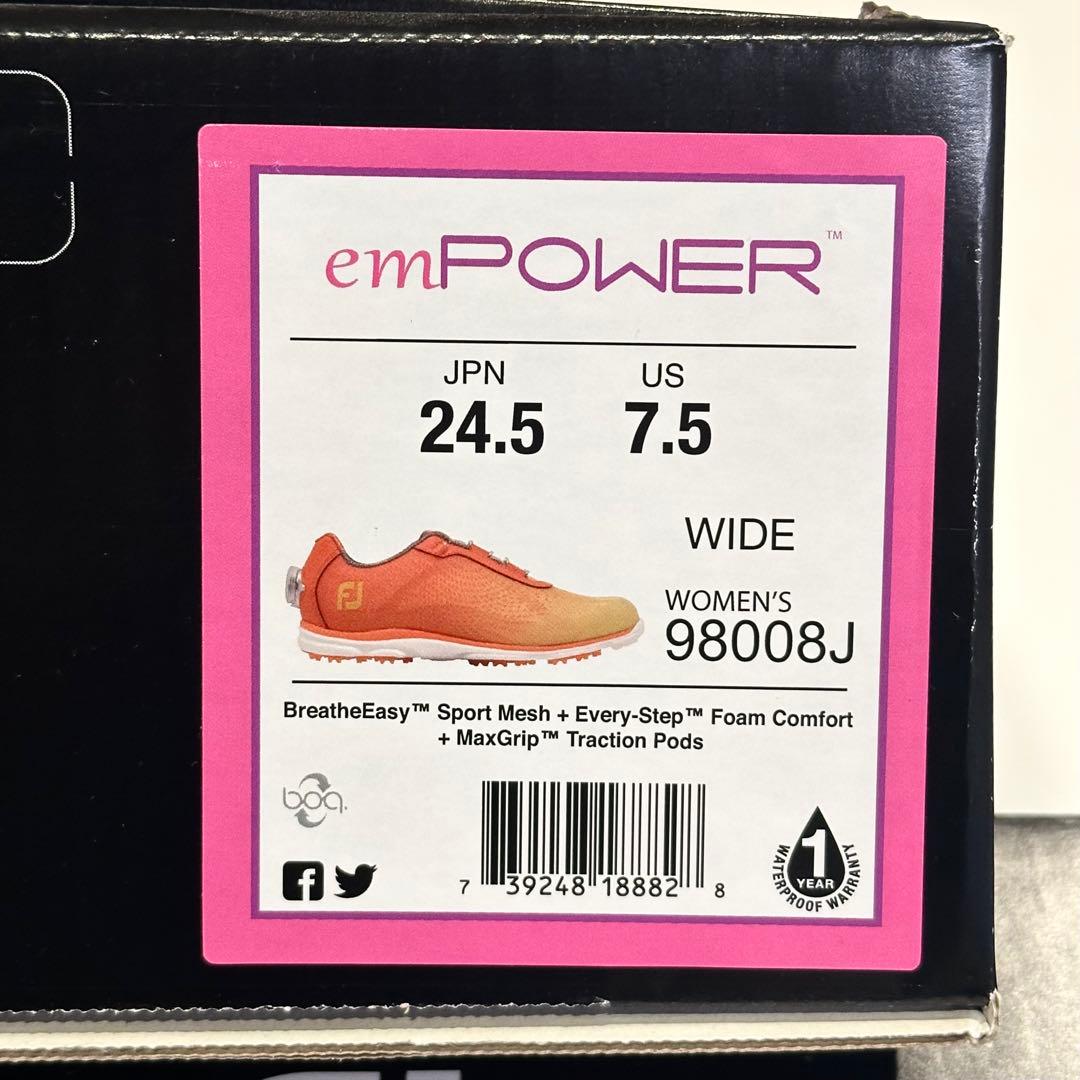 emPOWER™
JPN US
24.5 7.5
WIDE
FJ
WOMEN'S
98008J
BreatheEasy™ Sport Mesh + Every-Step™ Foam Comfort
+ MaxGrip™ Traction Pods
boa.
7 39248 18882 8
1
YEAR
WATERPROOF WARRANTY